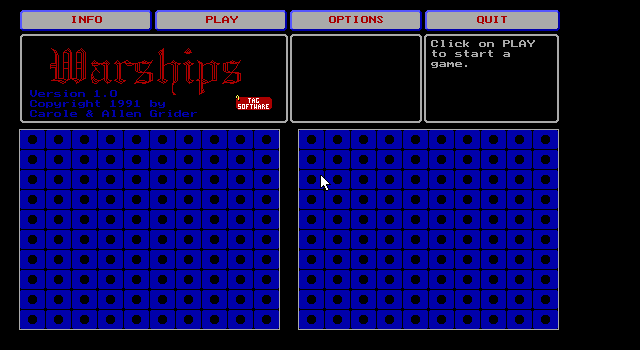 INFO
PLAY
OPTIONS
QUIT
Warships
Version 1.0
Copyright 1991 by
Carole & Allen Grider
TAG
SOFTWARE
Click on PLAY
to start a
game.